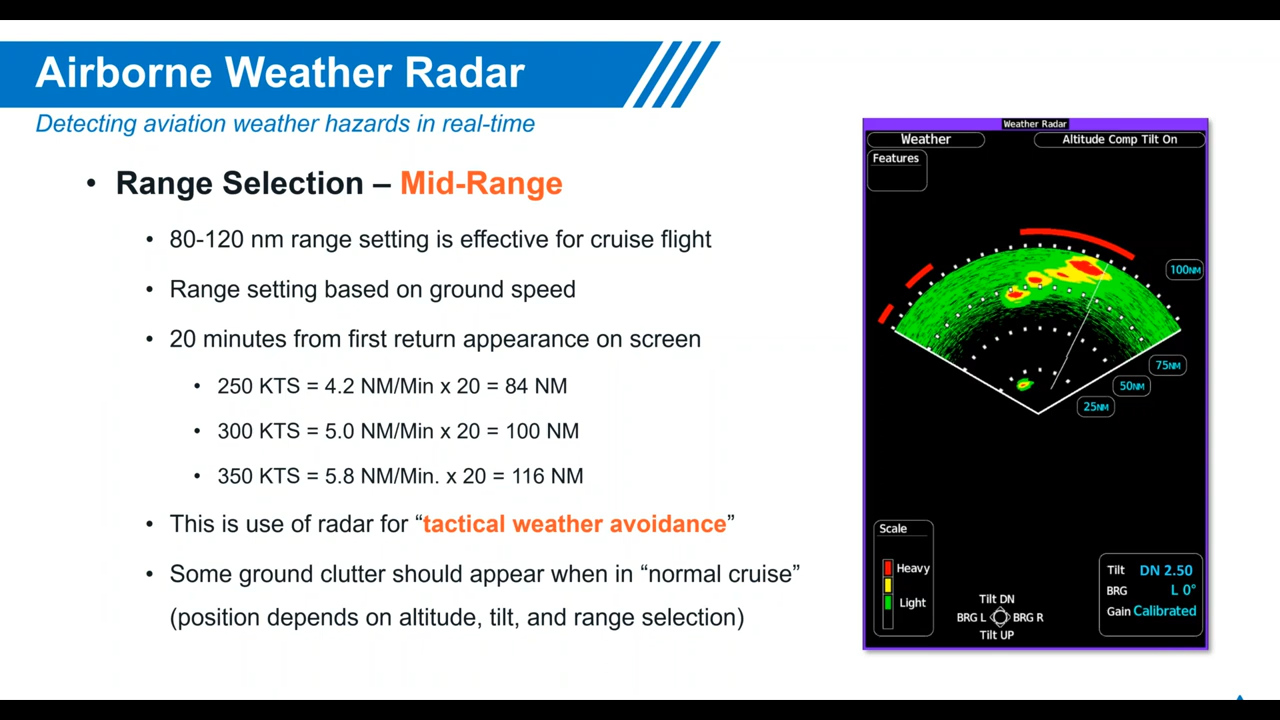 Airborne Weather Radar
Detecting aviation weather hazards in real-time
• Range Selection – Mid-Range
• 80-120 nm range setting is effective for cruise flight
• Range setting based on ground speed
• 20 minutes from first return appearance on screen
• 250 KTS = 4.2 NM/Min x 20 = 84 NM
• 300 KTS = 5.0 NM/Min x 20 = 100 NM
• 350 KTS = 5.8 NM/Min. x 20 = 116 NM
• This is use of radar for “tactical weather avoidance”
• Some ground clutter should appear when in “normal cruise”
(position depends on altitude, tilt, and range selection)
Weather Radar
Weather
Altitude Comp Tilt On
Features
100NM
75NM
50NM
25NM
Scale
Heavy
Light
Tilt DN
BRG L BRG R
Tilt UP
Tilt DN 2.50
BRG L 0°
Gain Calibrated